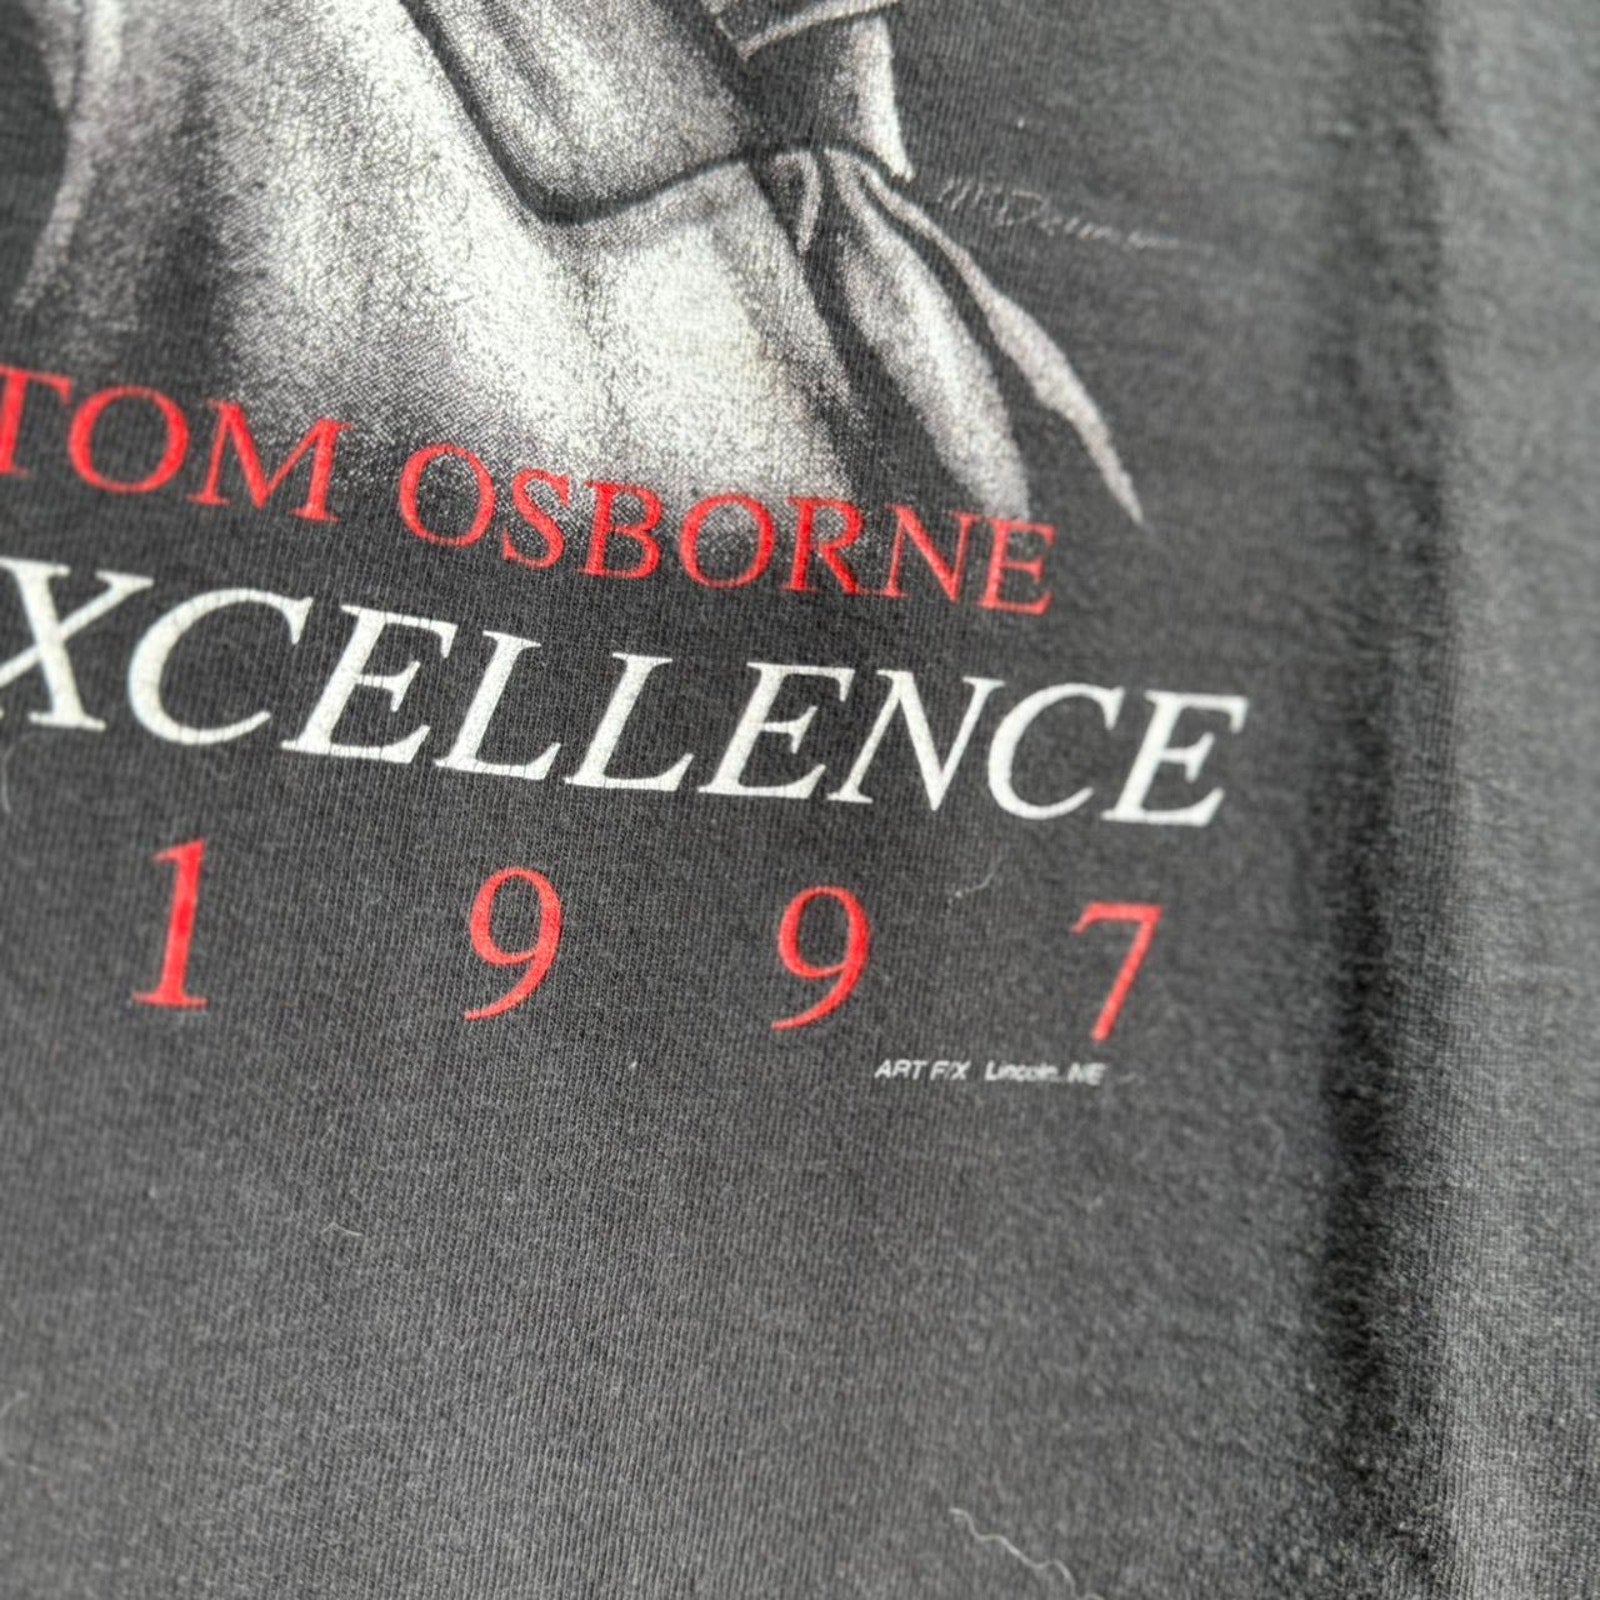 TOM OSBORNE
XCELLENCE
1 9 9 7
ART F/X Lincoln, NE